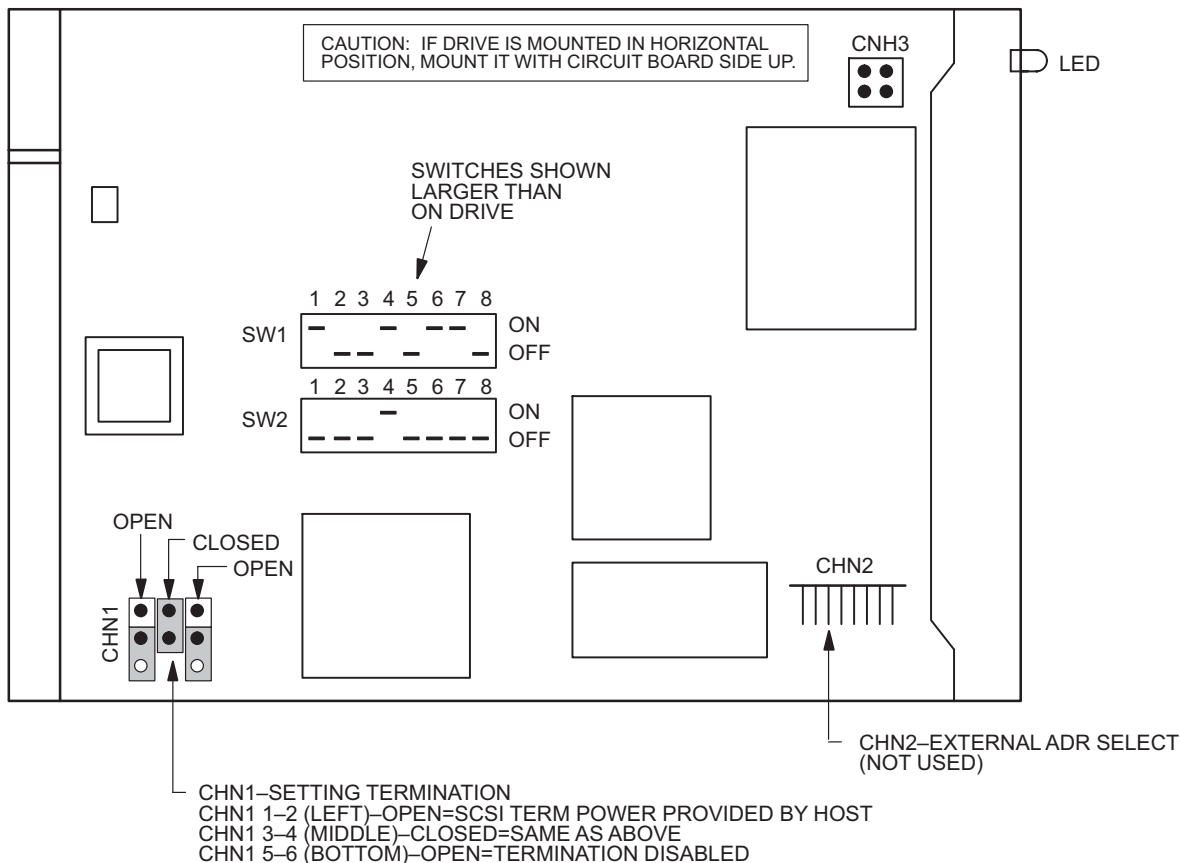 CAUTION: IF DRIVE IS MOUNTED IN HORIZONTAL
POSITION, MOUNT IT WITH CIRCUIT BOARD SIDE UP.
CNH3
LED
SWITCHES SHOWN
LARGER THAN
ON DRIVE
1 2 3 4 5 6 7 8
SW1
ON
OFF
1 2 3 4 5 6 7 8
SW2
ON
OFF
OPEN
CLOSED
OPEN
CHN1
CHN2
CHN2–EXTERNAL ADR SELECT
(NOT USED)
CHN1–SETTING TERMINATION
CHN1 1–2 (LEFT)–OPEN=SCSI TERM POWER PROVIDED BY HOST
CHN1 3–4 (MIDDLE)–CLOSED=SAME AS ABOVE
CHN1 5–6 (BOTTOM)–OPEN=TERMINATION DISABLED